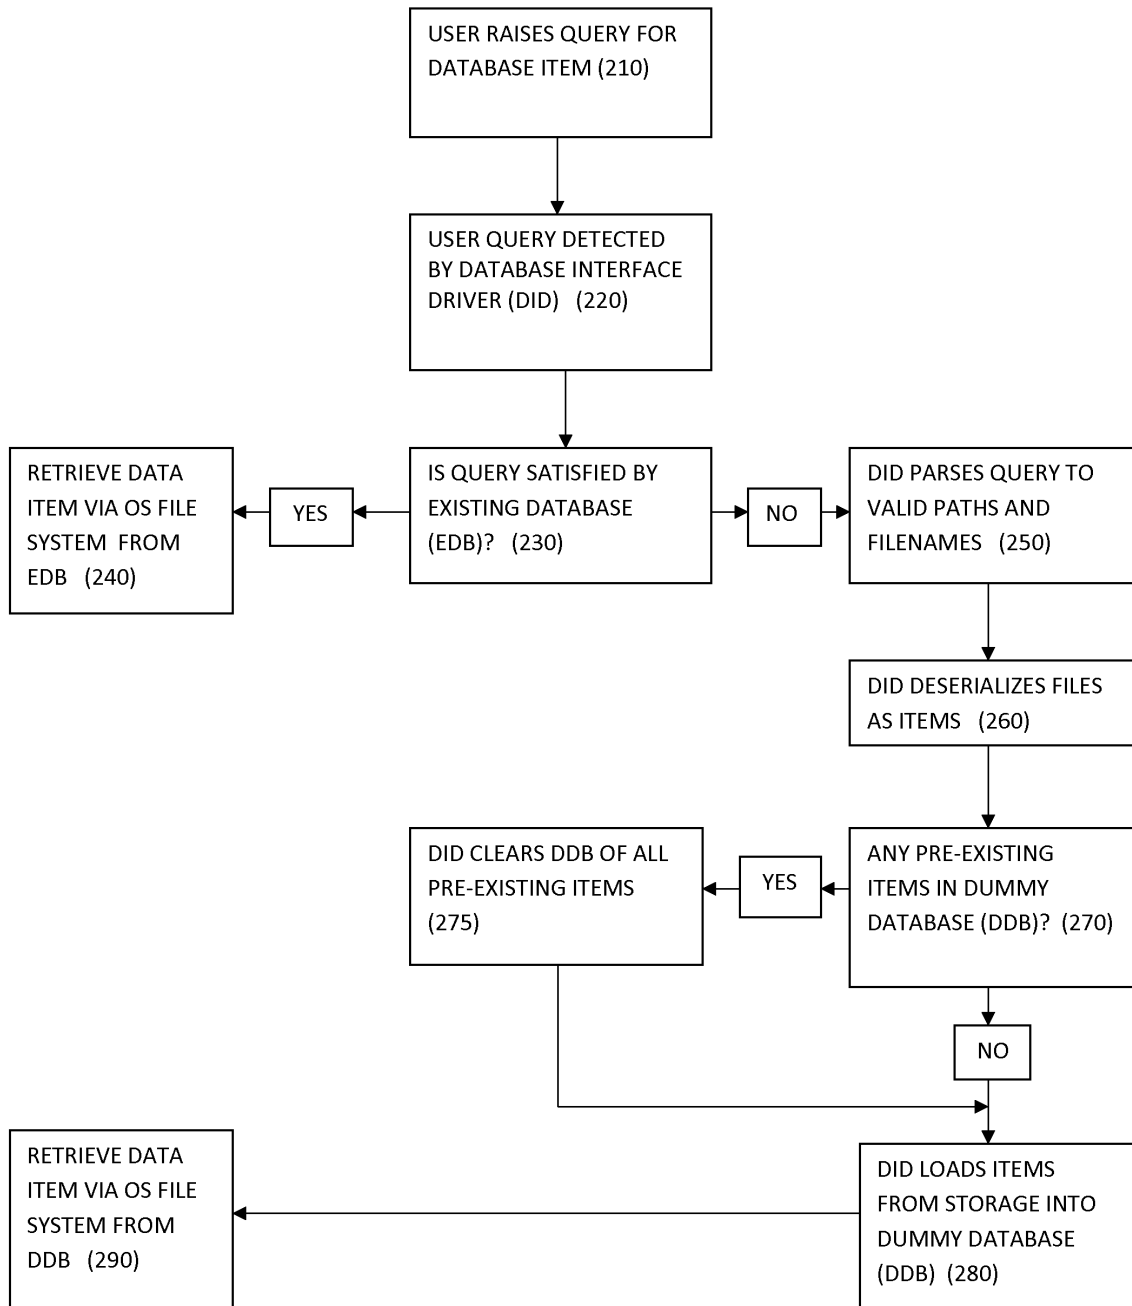 USER RAISES QUERY FOR
DATABASE ITEM (210)
USER QUERY DETECTED
BY DATABASE INTERFACE
DRIVER (DID) (220)
RETRIEVE DATA
ITEM VIA OS FILE
SYSTEM FROM
EDB (240)
YES
IS QUERY SATISFIED BY
EXISTING DATABASE
(EDB)? (230)
NO
DID PARSES QUERY TO
VALID PATHS AND
FILENAMES (250)
DID DESERIALIZES FILES
AS ITEMS (260)
DID CLEARS DDB OF ALL
PRE-EXISTING ITEMS
(275)
YES
ANY PRE-EXISTING
ITEMS IN DUMMY
DATABASE (DDB)? (270)
NO
RETRIEVE DATA
ITEM VIA OS FILE
SYSTEM FROM
DDB (290)
DID LOADS ITEMS
FROM STORAGE INTO
DUMMY DATABASE
(DDB) (280)